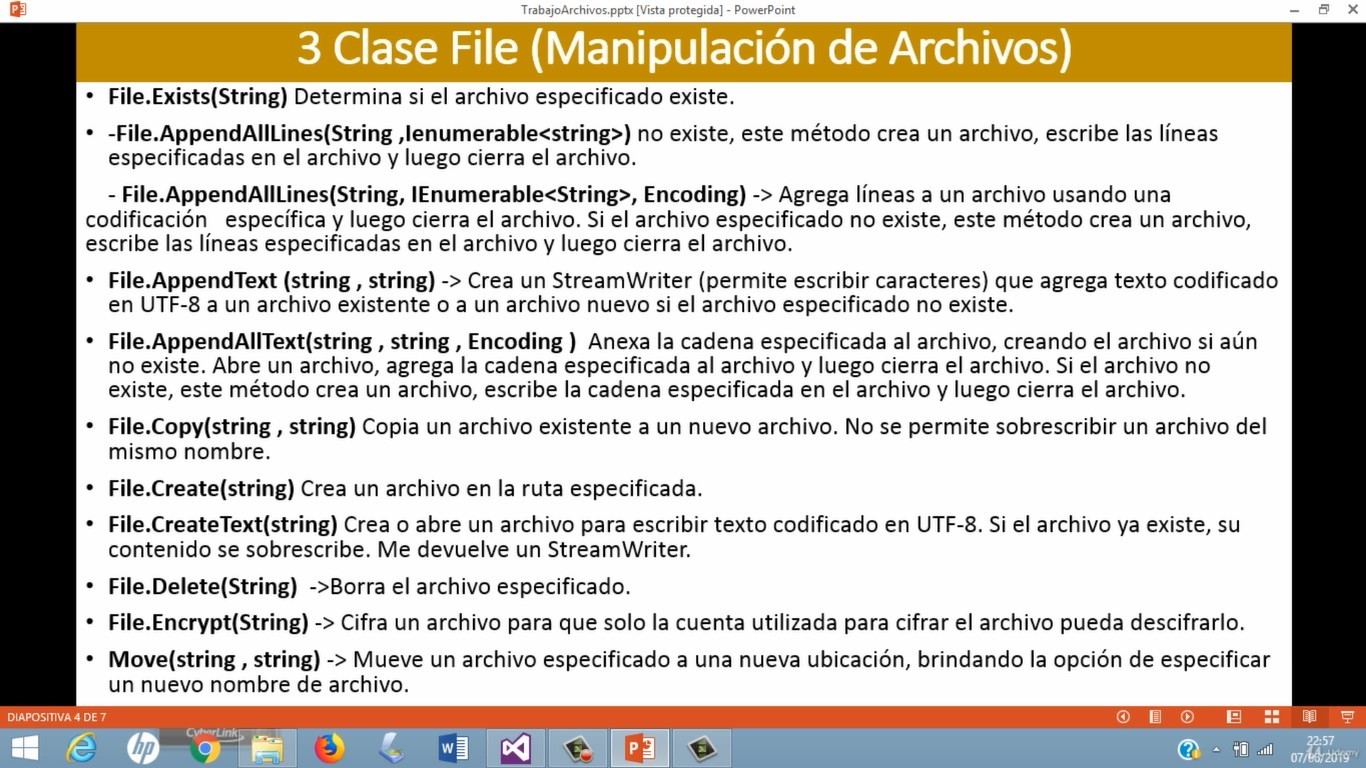 TrabajoArchivos.pptx [Vista protegida] - PowerPoint
3 Clase File (Manipulación de Archivos)
• File.Exists(String) Determina si el archivo especificado existe.
• -File.AppendAllLines(String ,Ienumerable<string>) no existe, este método crea un archivo, escribe las líneas
especificadas en el archivo y luego cierra el archivo.
- File.AppendAllLines(String, IEnumerable<String>, Encoding) -> Agrega líneas a un archivo usando una
codificación específica y luego cierra el archivo. Si el archivo especificado no existe, este método crea un archivo,
escribe las líneas especificadas en el archivo y luego cierra el archivo.
• File.AppendText (string , string) -> Crea un StreamWriter (permite escribir caracteres) que agrega texto codificado
en UTF-8 a un archivo existente o a un archivo nuevo si el archivo especificado no existe.
• File.AppendAllText(string , string , Encoding ) Anexa la cadena especificada al archivo, creando el archivo si aún
no existe. Abre un archivo, agrega la cadena especificada al archivo y luego cierra el archivo. Si el archivo no
existe, este método crea un archivo, escribe la cadena especificada en el archivo y luego cierra el archivo.
• File.Copy(string , string) Copia un archivo existente a un nuevo archivo. No se permite sobrescribir un archivo del
mismo nombre.
• File.Create(string) Crea un archivo en la ruta especificada.
• File.CreateText(string) Crea o abre un archivo para escribir texto codificado en UTF-8. Si el archivo ya existe, su
contenido se sobrescribe. Me devuelve un StreamWriter.
• File.Delete(String) ->Borra el archivo especificado.
• File.Encrypt(String) -> Cifra un archivo para que solo la cuenta utilizada para cifrar el archivo pueda descifrarlo.
• Move(string , string) -> Mueve un archivo especificado a una nueva ubicación, brindando la opción de especificar
un nuevo nombre de archivo.
DIAPOSITIVA 4 DE 7
CyberLink
22:57
07/08/2019
Udemy